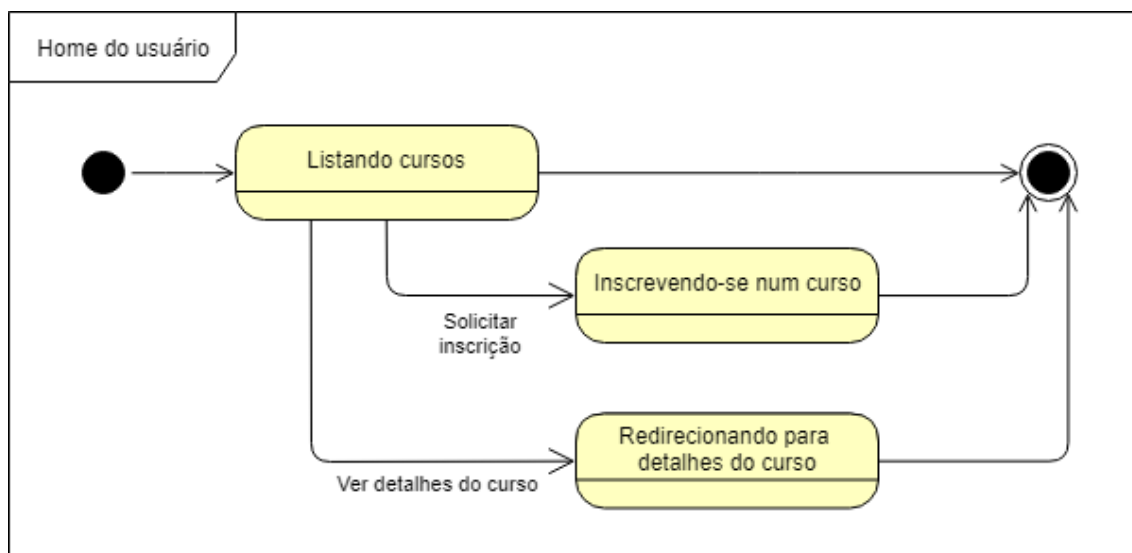 Home do usuário
Listando cursos
Inscrevendo-se num curso
Solicitar
inscrição
Redirecionando para
detalhes do curso
Ver detalhes do curso